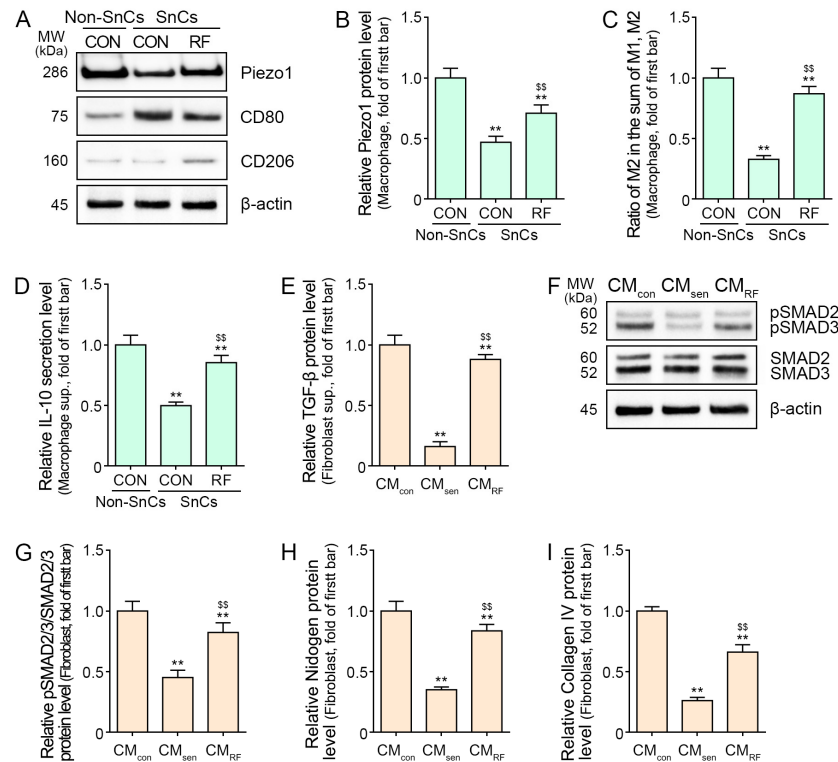 A
Non-SnCs SnCs
MW
(kDa)
CON CON RF
286 Piezo1
75 CD80
160 CD206
45 β-actin
B
Relative Piezo1 protein level
(Macrophage, fold of firstt bar)
1.5
1.0
0.5
0
**
$$
**
CON CON RF
Non-SnCs SnCs
C
Ratio of M2 in the sum of M1, M2
(Macrophage, fold of firstt bar)
1.5
1.0
0.5
0
**
$$
**
CON CON RF
Non-SnCs SnCs
D
Relative IL-10 secretion level
(Macrophage sup., fold of firstt bar)
1.5
1.0
0.5
0
**
$$
**
CON CON RF
Non-SnCs SnCs
E
Relative TGF-β protein level
(Fibroblast sup., fold of firstt bar)
1.5
1.0
0.5
0
**
$$
**
CMcon CMsen CMRF
F
MW
(kDa)
CMcon CMsen CMRF
60 pSMAD2
52 pSMAD3
60 SMAD2
52 SMAD3
45 β-actin
G
Relative pSMAD2/3/SMAD2/3
protein level (Fibroblast, fold of firstt bar)
1.5
1.0
0.5
0
**
$$
**
CMcon CMsen CMRF
H
Relative Nidogen protein
level (Fibroblast, fold of firstt bar)
1.5
1.0
0.5
0
**
$$
**
CMcon CMsen CMRF
I
Relative Collagen IV protein
level (Fibroblast, fold of firstt bar)
1.5
1.0
0.5
0
**
$$
**
CMcon CMsen CMRF